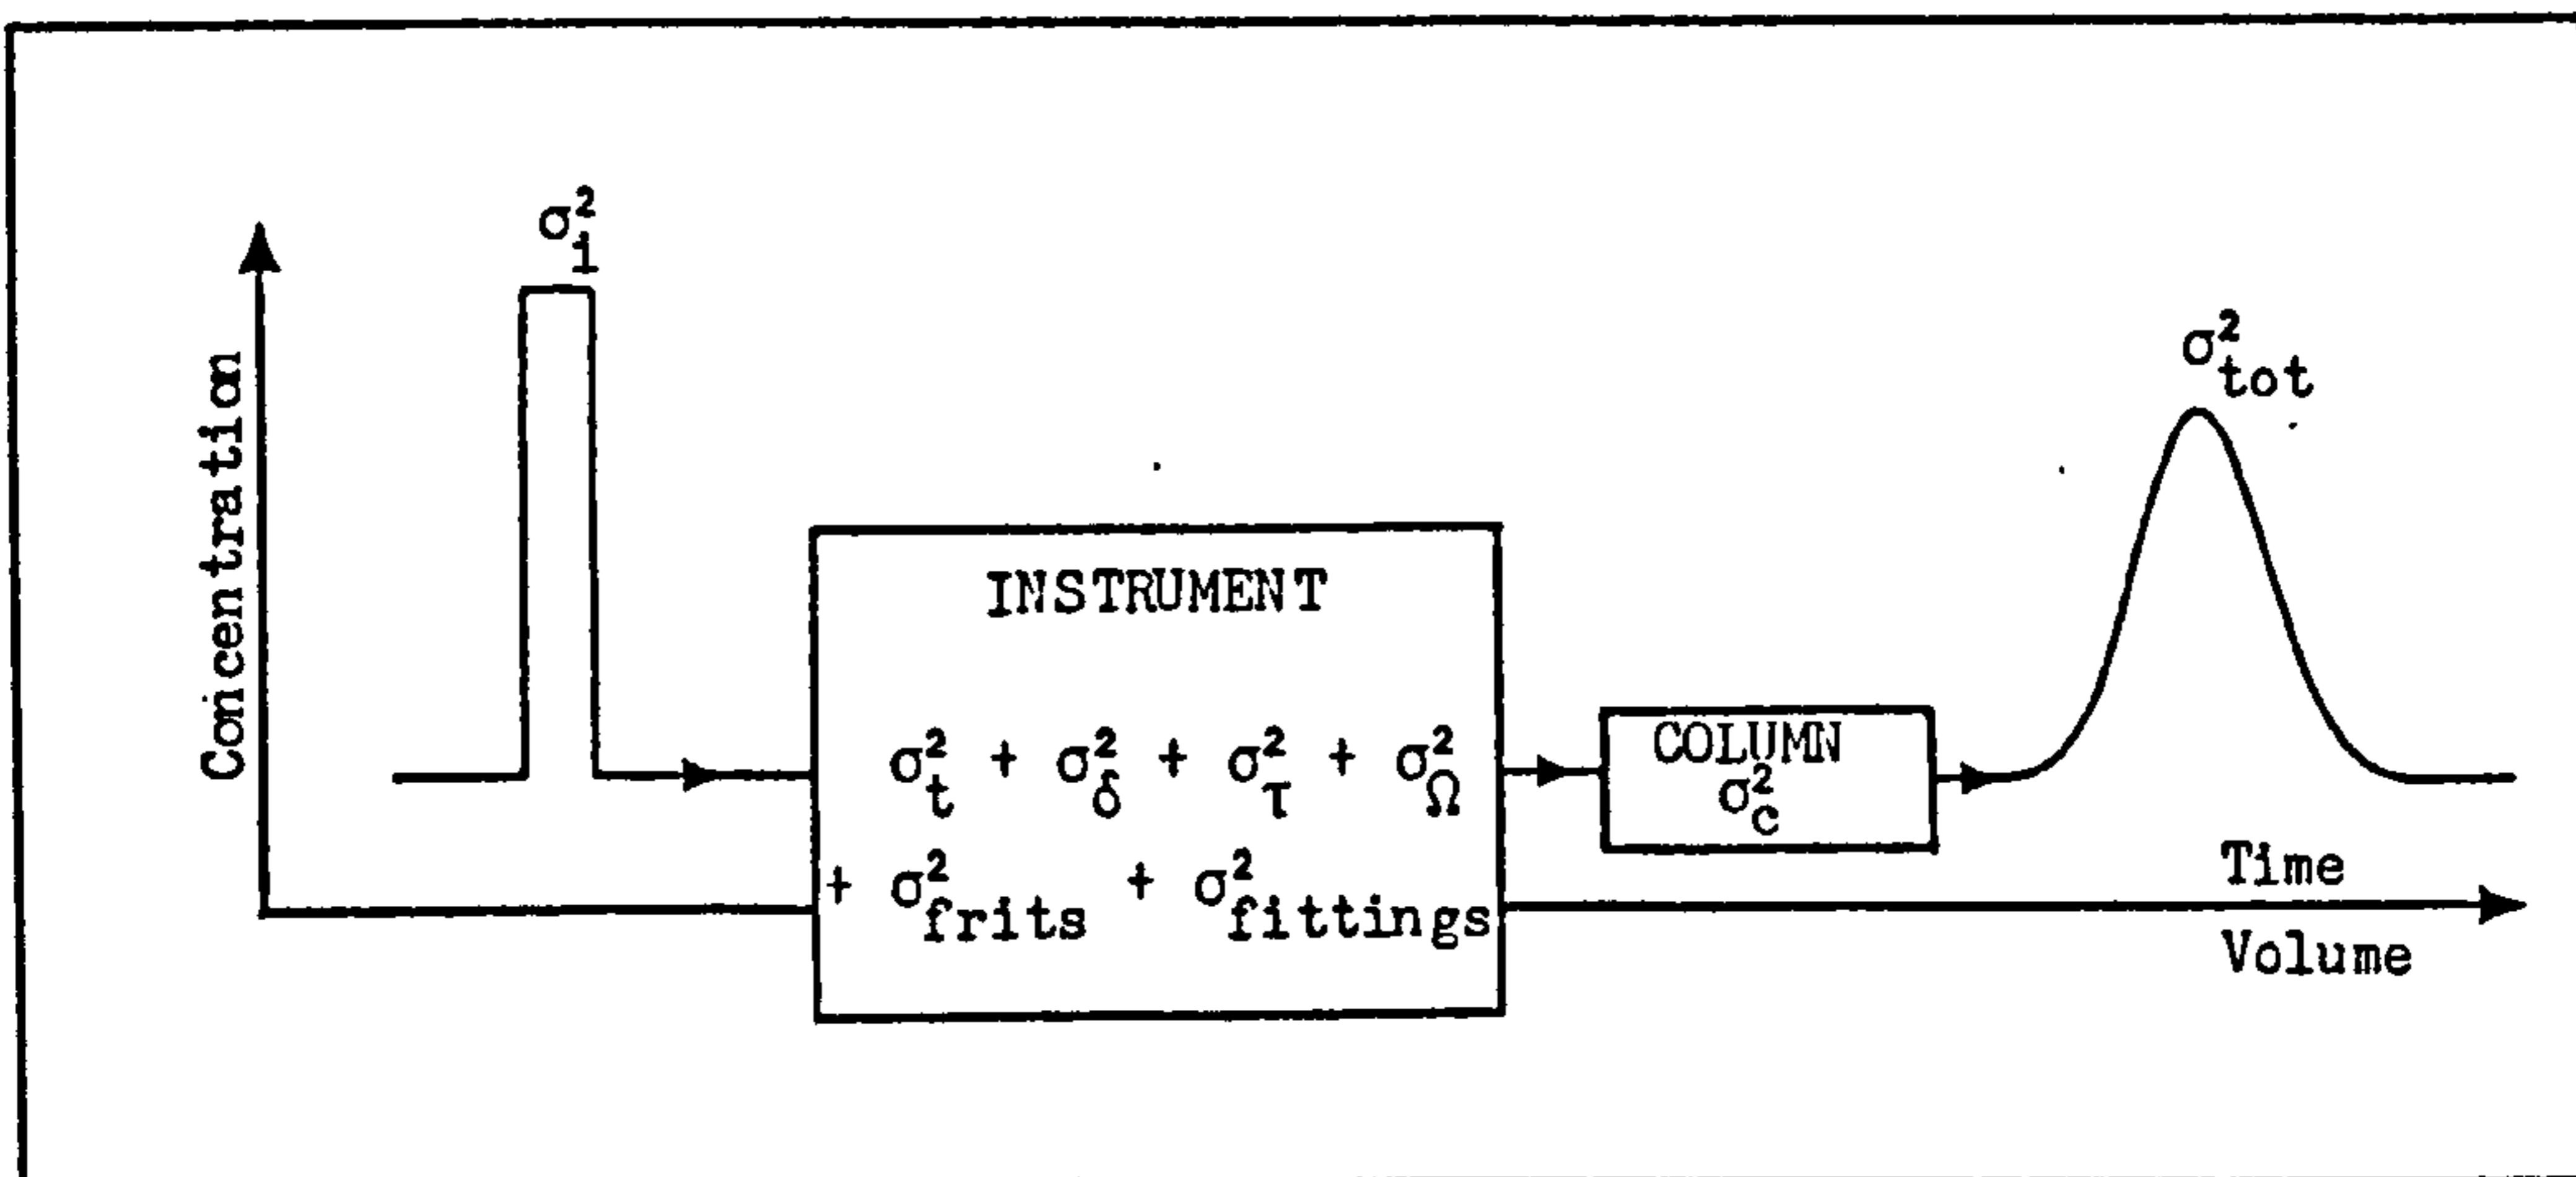 σ²ᵢ
Concentration
σ²tot
INSTRUMENT
σ²t + σ²δ + σ²τ + σ²Ω
+ σ²frits + σ²fittings
COLUMN
σ²c
Time
Volume